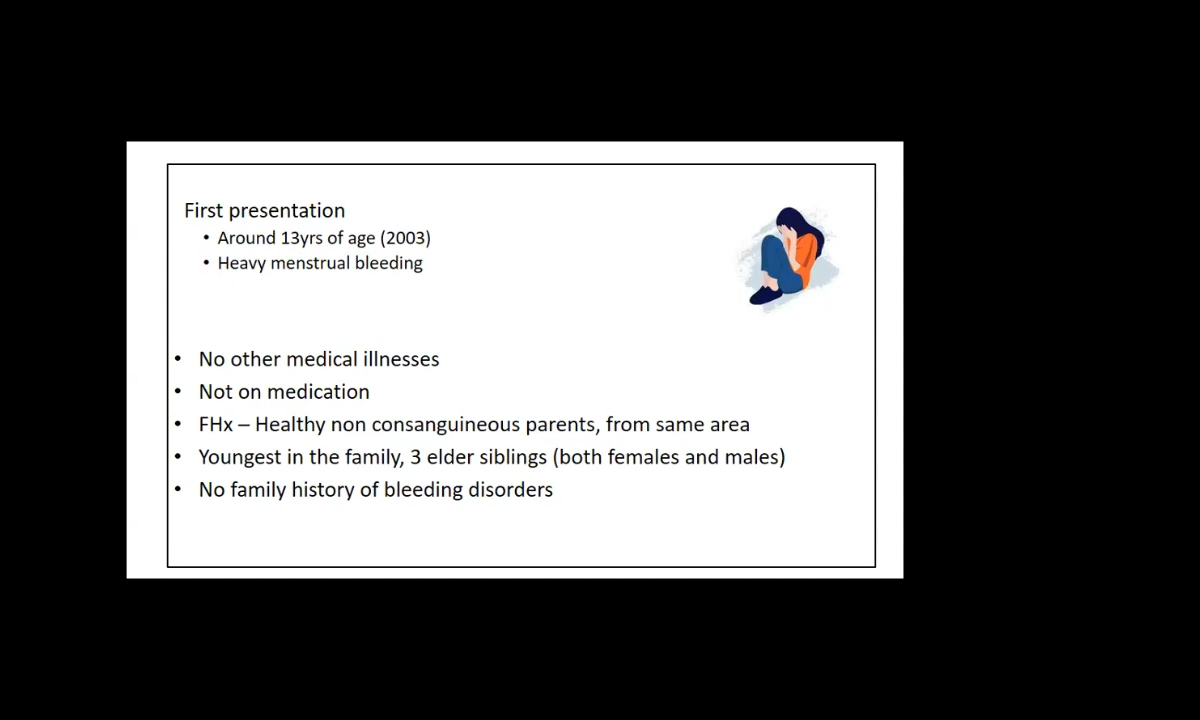 First presentation
• Around 13yrs of age (2003)
• Heavy menstrual bleeding
• No other medical illnesses
• Not on medication
• FHx – Healthy non consanguineous parents, from same area
• Youngest in the family, 3 elder siblings (both females and males)
• No family history of bleeding disorders